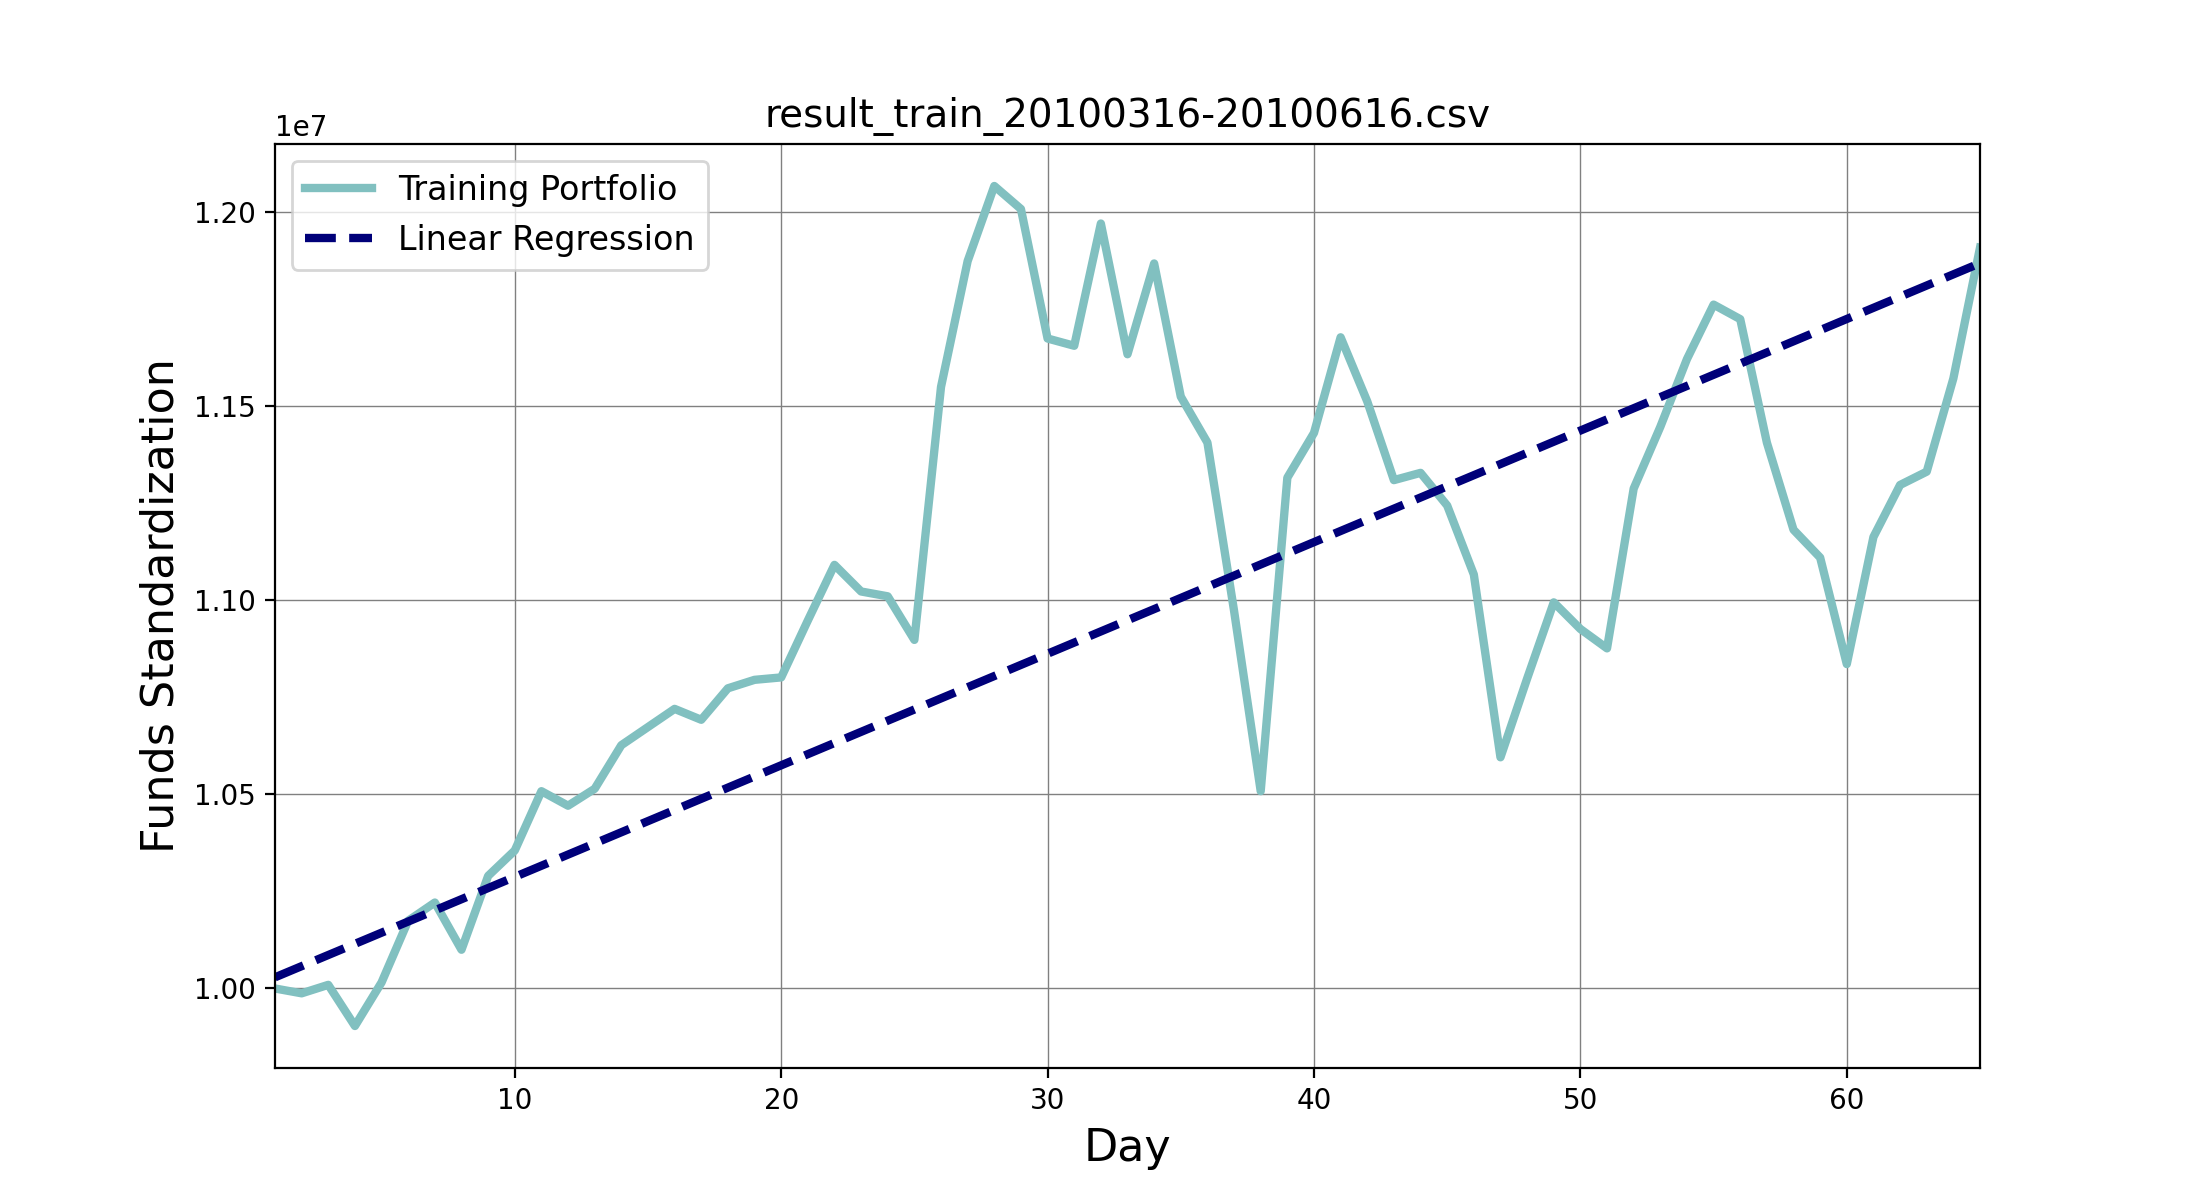 result_train_20100316-20100616.csv
1e7
Training Portfolio
Linear Regression
1.20
1.15
1.10
1.05
1.00
Funds Standardization
10 20 30 40 50 60
Day